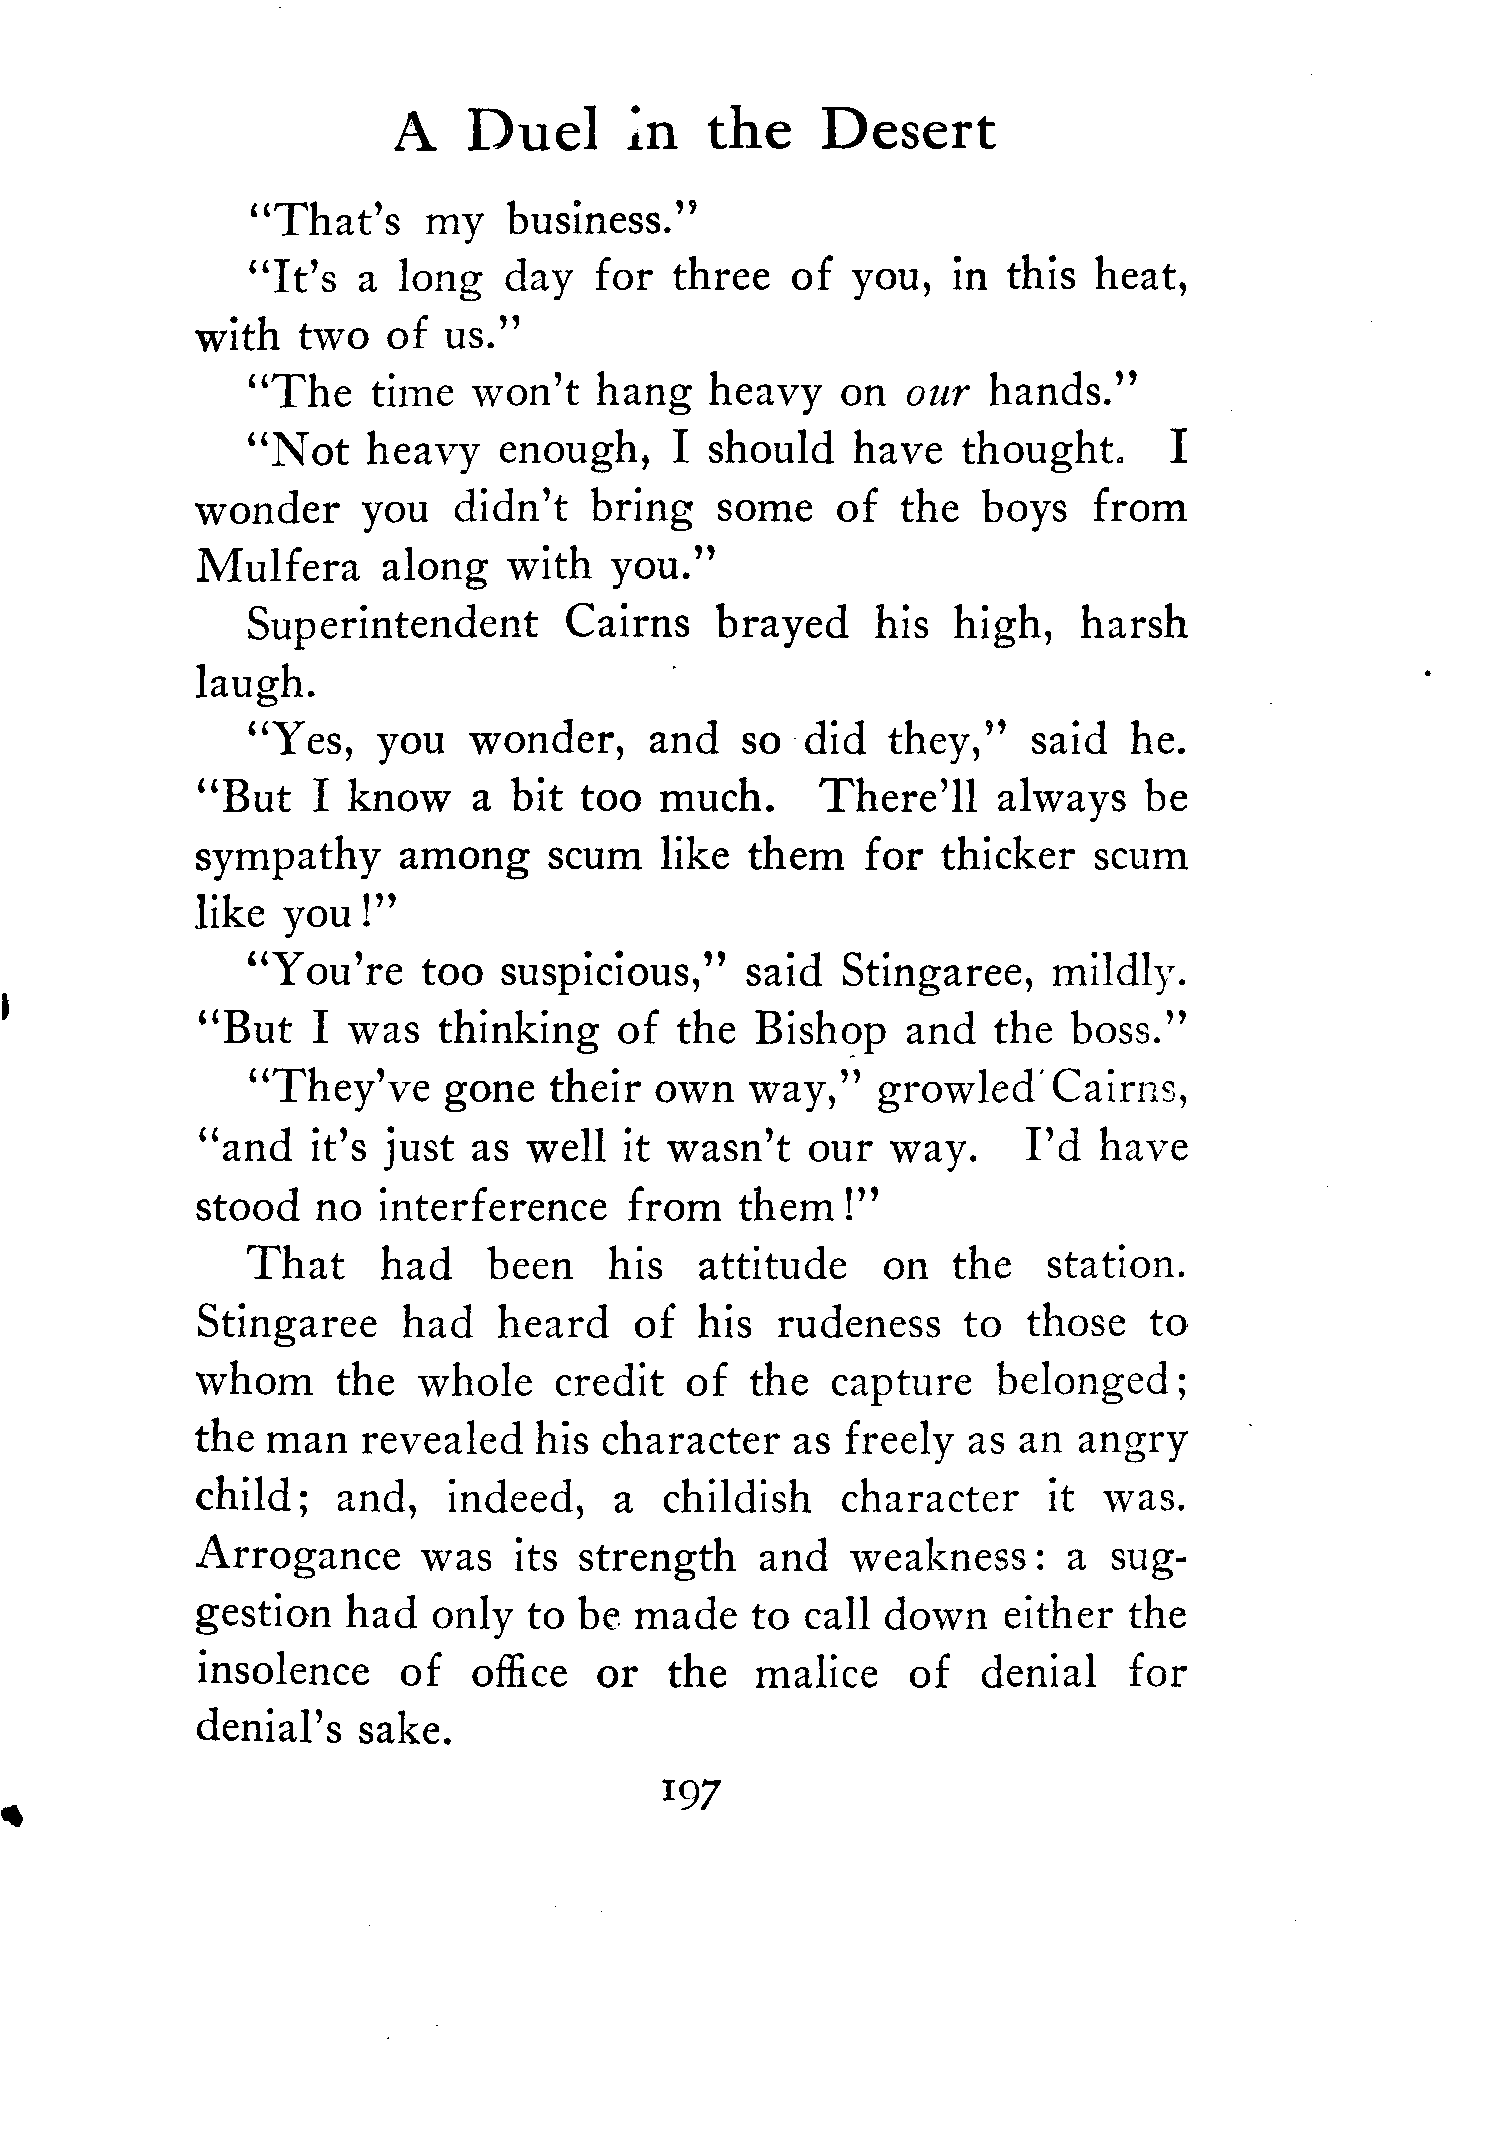 A Duel in the Desert
"That's my business."
"It's a long day for three of you, in this heat,
with two of us."
"The time won't hang heavy on our hands."
"Not heavy enough, I should have thought. I
wonder you didn't bring some of the boys from
Mulfera along with you."
Superintendent Cairns brayed his high, harsh
laugh.
"Yes, you wonder, and so did they," said he.
"But I know a bit too much. There'll always be
sympathy among scum like them for thicker scum
like you!"
"You're too suspicious," said Stingaree, mildly.
"But I was thinking of the Bishop and the boss."
"They've gone their own way," growled Cairns,
"and it's just as well it wasn't our way. I'd have
stood no interference from them!"
That had been his attitude on the station.
Stingaree had heard of his rudeness to those to
whom the whole credit of the capture belonged;
the man revealed his character as freely as an angry
child; and, indeed, a childish character it was.
Arrogance was its strength and weakness: a sug-
gestion had only to be made to call down either the
insolence of office or the malice of denial for
denial's sake.
197